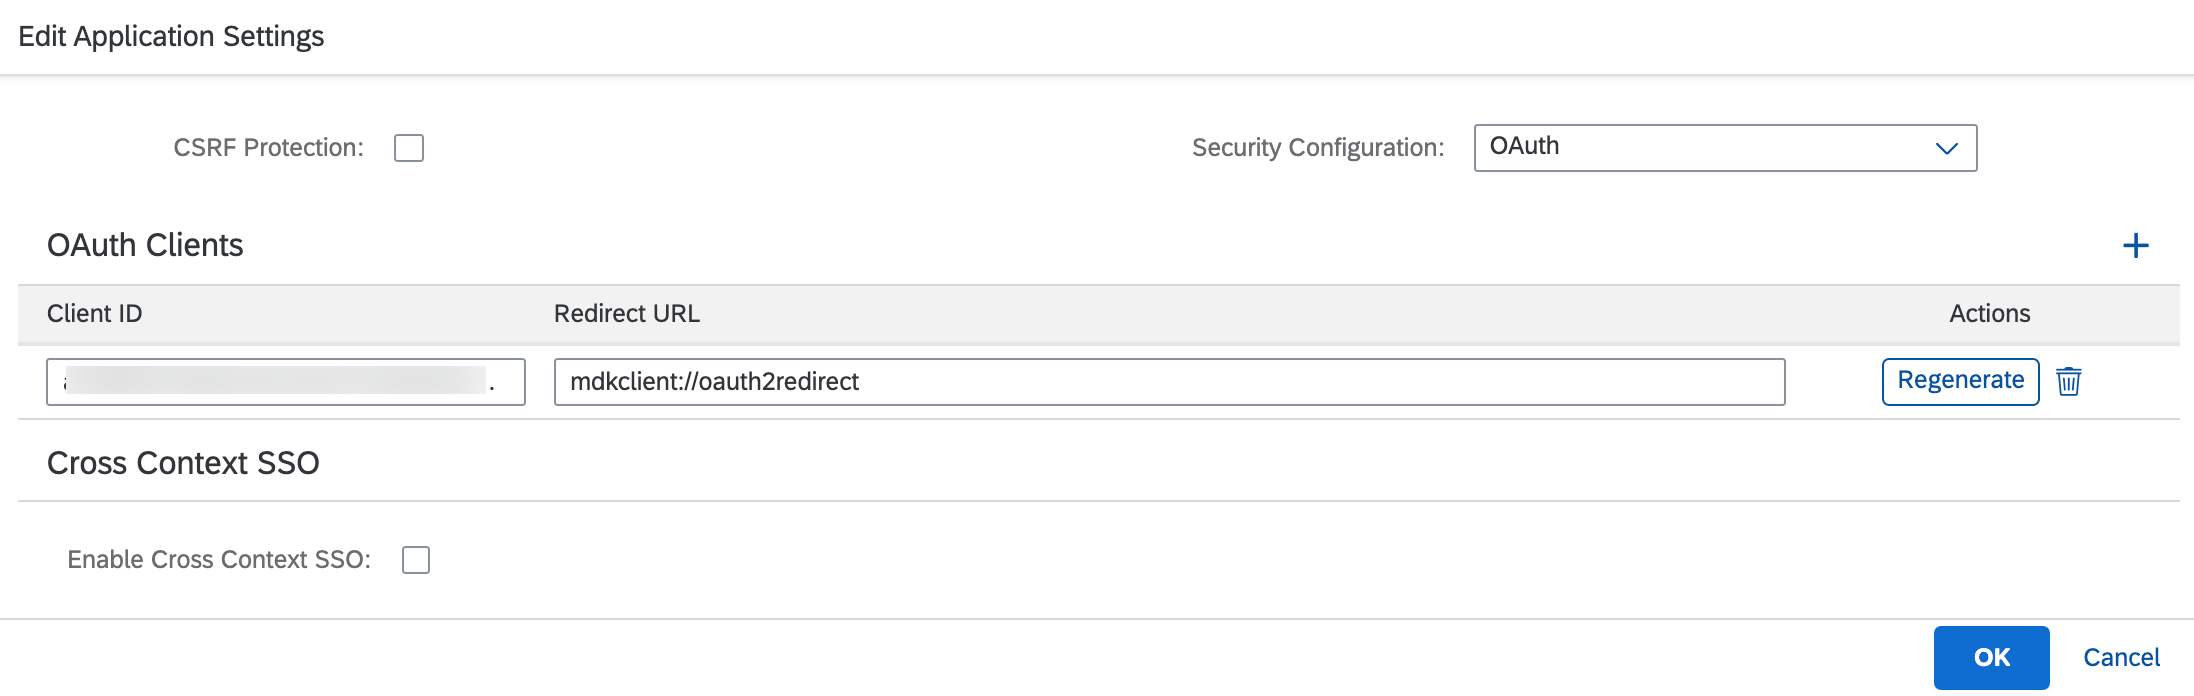 Edit Application Settings
CSRF Protection:
Security Configuration: OAuth
OAuth Clients
Client ID Redirect URL Actions
mdkclient://oauth2redirect Regenerate
Cross Context SSO
Enable Cross Context SSO:
OK Cancel